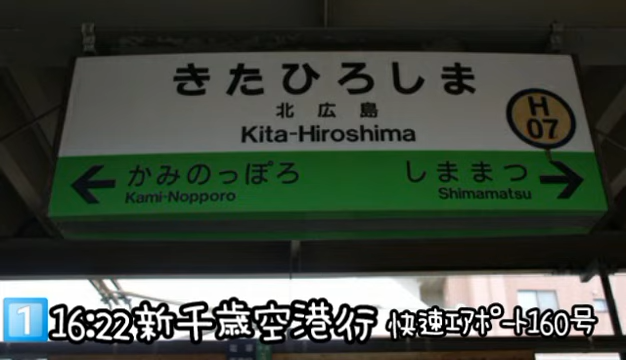 きたひろしま
北広島
Kita-Hiroshima
H
07
かみのっぽろ
Kami-Nopporo
しままつ
Shimamatsu
1 16:22新千歳空港行 快速エアポート160号